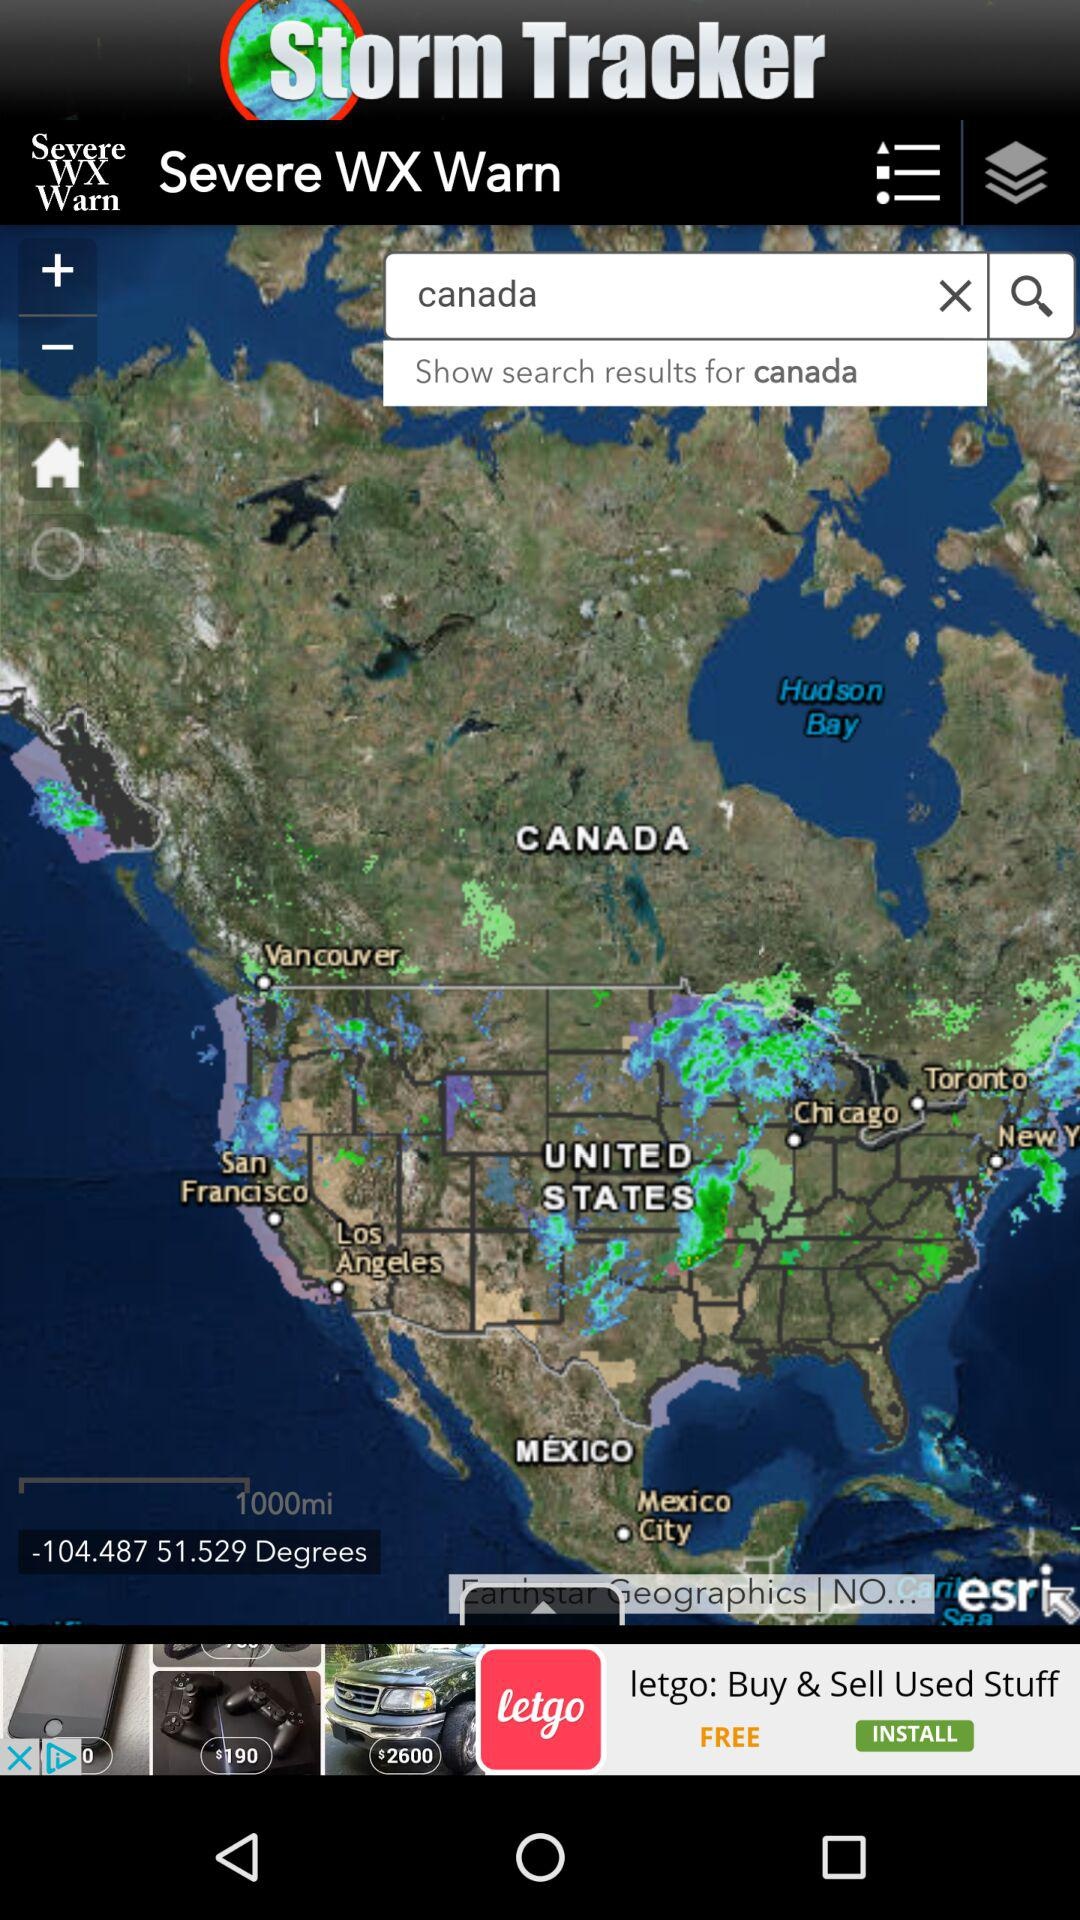 Storm Tracker
Severe
WX
Warn
Severe WX Warn
+
−
canada
Show search results for canada
Hudson
Bay
CANADA
Vancouver
Toronto
Chicago
New Y
UNITED
STATES
San
Francisco
Los
Angeles
MÉXICO
Mexico
City
1000mi
-104.487 51.529 Degrees
Earthstar Geographics | NO...
esri
Sea
0
$190
$2600
letgo
letgo: Buy & Sell Used Stuff
FREE
INSTALL